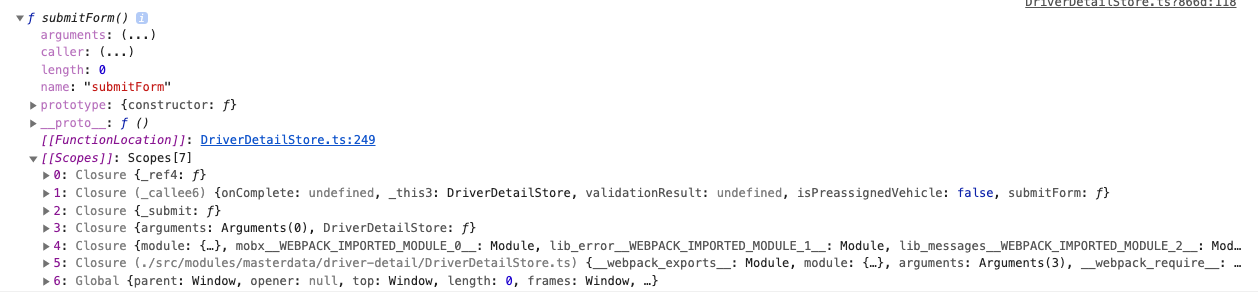 DriverDetailStore.ts?866d:118
▼ƒ submitForm() i
arguments: (...)
caller: (...)
length: 0
name: "submitForm"
▶prototype: {constructor: ƒ}
▶__proto__: ƒ ()
[[FunctionLocation]]: DriverDetailStore.ts:249
▼[[Scopes]]: Scopes[7]
▶0: Closure {_ref4: ƒ}
▶1: Closure (_callee6) {onComplete: undefined, _this3: DriverDetailStore, validationResult: undefined, isPreassignedVehicle: false, submitForm: ƒ}
▶2: Closure {_submit: ƒ}
▶3: Closure {arguments: Arguments(0), DriverDetailStore: ƒ}
▶4: Closure {module: {…}, mobx__WEBPACK_IMPORTED_MODULE_0__: Module, lib_error__WEBPACK_IMPORTED_MODULE_1__: Module, lib_messages__WEBPACK_IMPORTED_MODULE_2__: Mod…
▶5: Closure (./src/modules/masterdata/driver-detail/DriverDetailStore.ts) {__webpack_exports__: Module, module: {…}, arguments: Arguments(3), __webpack_require__: …
▶6: Global {parent: Window, opener: null, top: Window, length: 0, frames: Window, …}